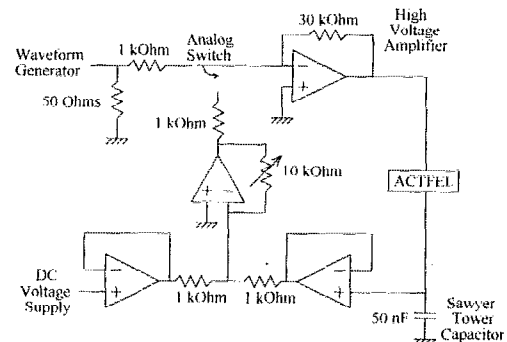 30 kOhm
High
Voltage
Amplifier
Waveform
Generator
1 kOhm
Analog
Switch
50 Ohms
1 kOhm
10 kOhm
ACTFEL
DC
Voltage
Supply
1 kOhm
1 kOhm
50 nF
Sawyer
Tower
Capacitor